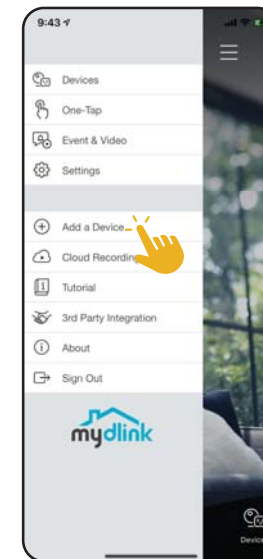 9:43
Devices
One-Tap
Event & Video
Settings
Add a Device
Cloud Recording
1
Tutorial
3rd Party Integration
About
Sign Out
mydlink